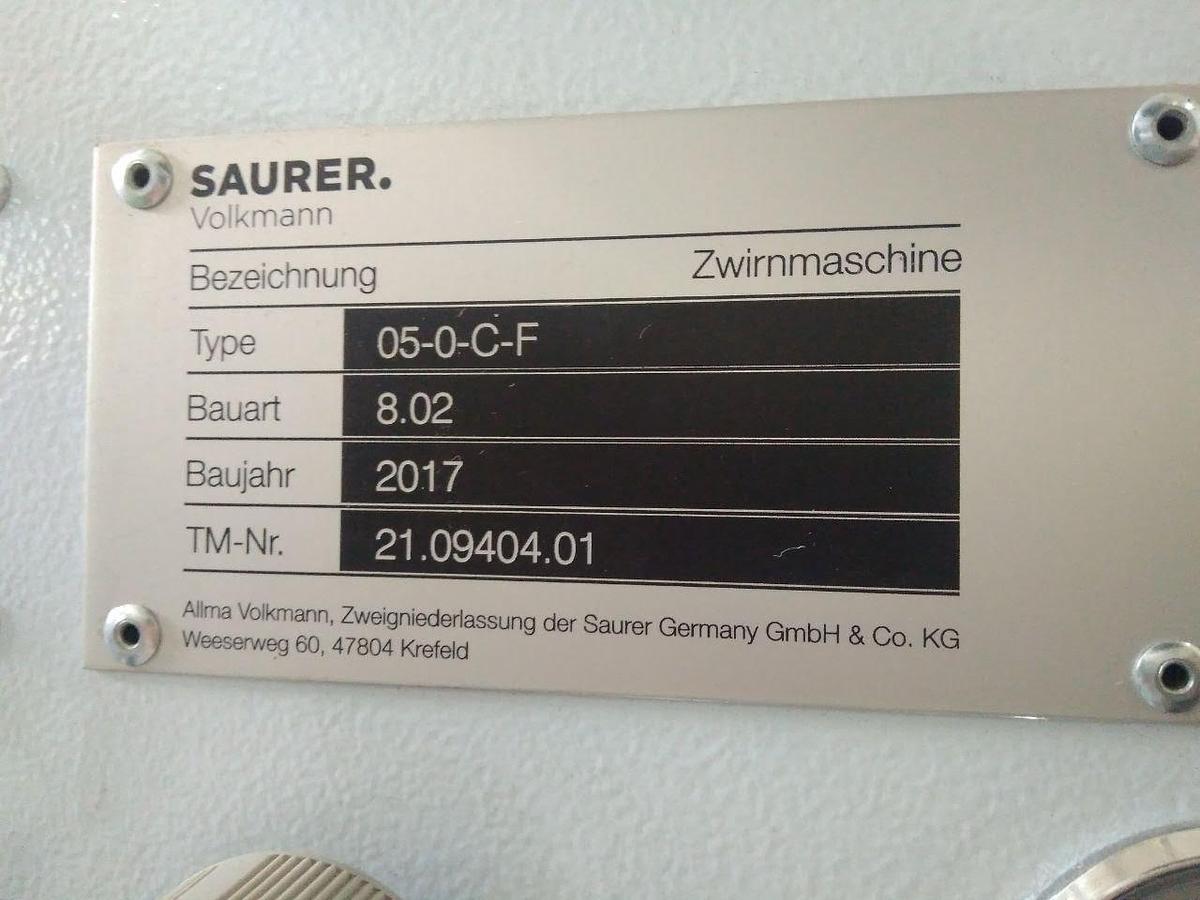 SAURER.
Volkmann
Bezeichnung Zwirnmaschine
Type 05-0-C-F
Bauart 8.02
Baujahr 2017
TM-Nr. 21.09404.01
Allma Volkmann, Zweigniederlassung der Saurer Germany GmbH & Co. KG
Weeserweg 60, 47804 Krefeld